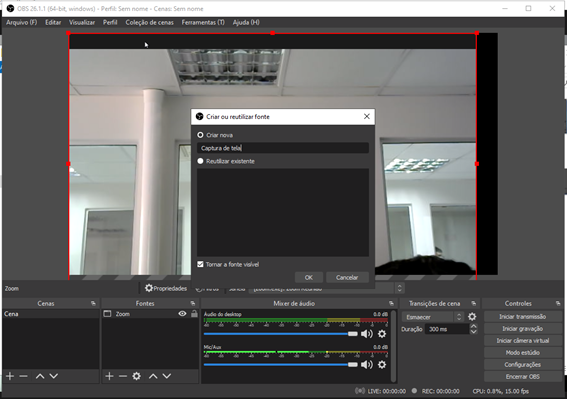 OBS 26.1.1 (64-bit, windows) - Perfil: Sem nome - Cenas: Sem nome
Arquivo (F) Editar Visualizar Perfil Coleção de cenas Ferramentas (T) Ajuda (H)
Criar ou reutilizar fonte
Criar nova
Captura de tela
Reutilizar existente
Tornar a fonte visível
OK Cancelar
Zoom Propriedades
Cenas Fontes Mixer de áudio Transições de cena Controles
Cena
Zoom
Áudio do desktop 0.0 dB
Mic/Aux 0.0 dB
Esmaecer
Duração 300 ms
Iniciar transmissão
Iniciar gravação
Iniciar câmera virtual
Modo estúdio
Configurações
Encerrar OBS
LIVE: 00:00:00 REC: 00:00:00 CPU: 0.8%, 15.00 fps